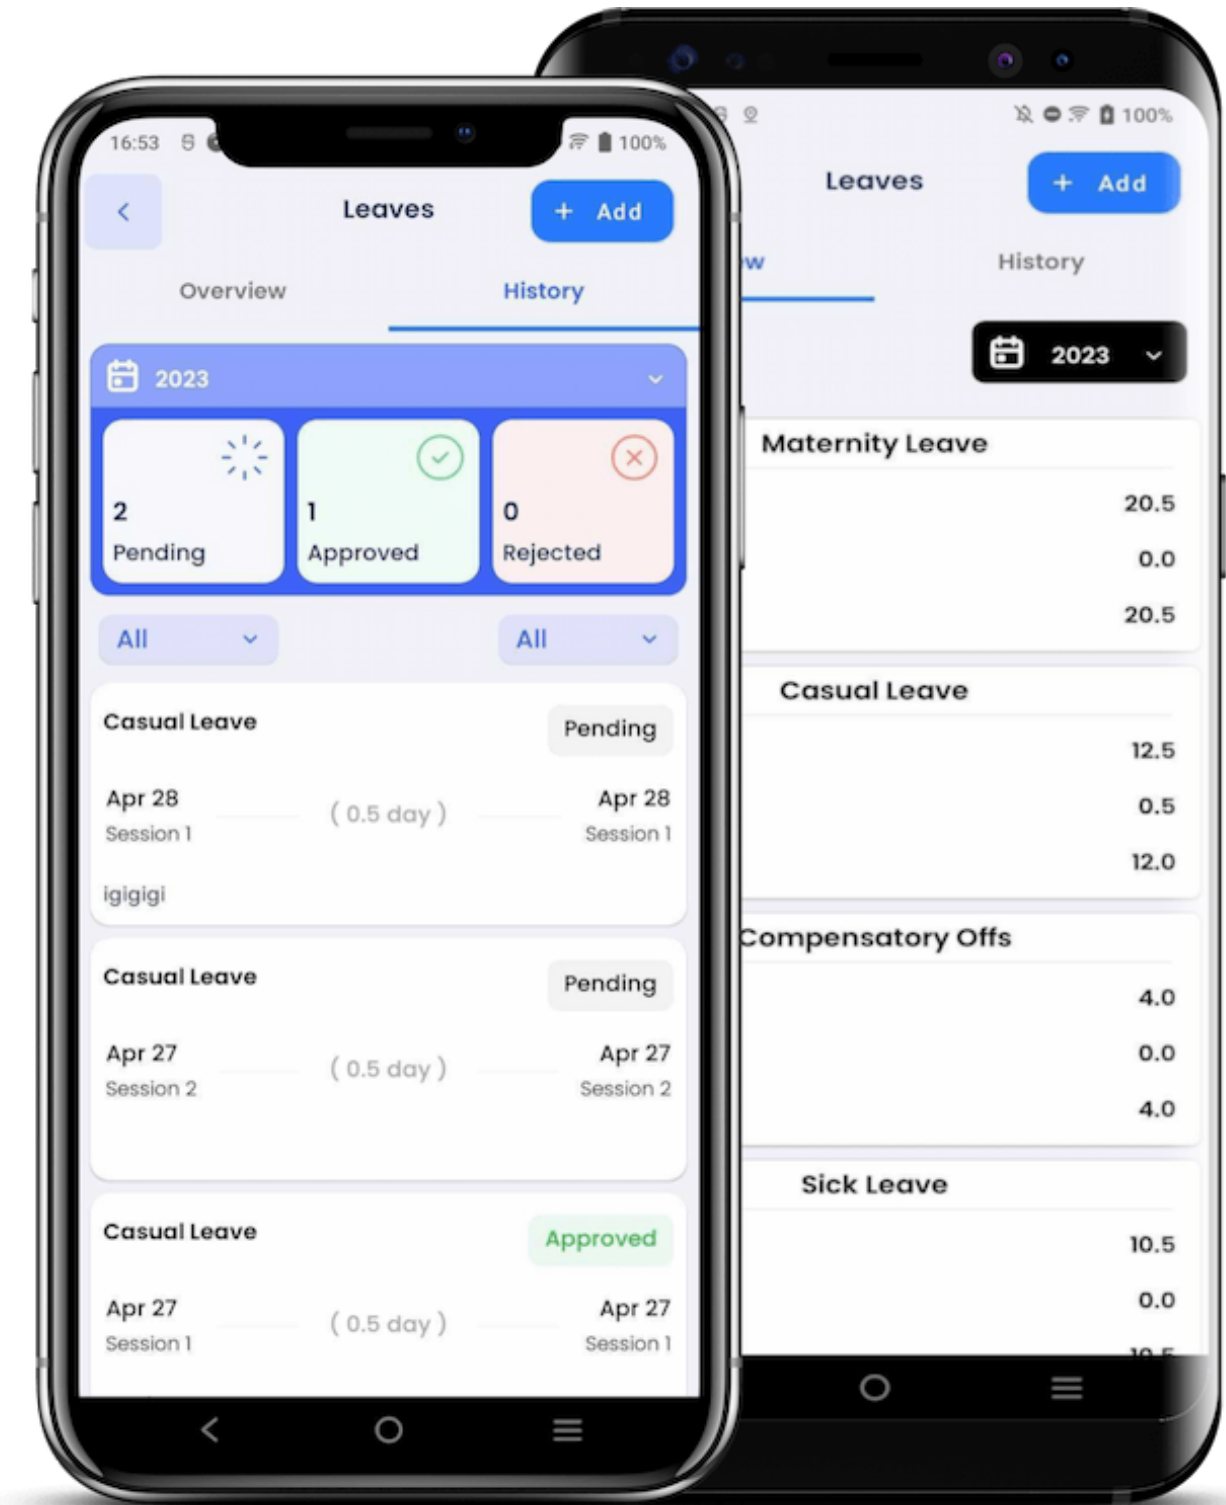 16:53
100%
Leaves
+ Add
Overview
History
2023
2
Pending
1
Approved
0
Rejected
All
All
Casual Leave
Pending
Apr 28
( 0.5 day )
Apr 28
Session 1
Session 1
igigigi
Casual Leave
Pending
Apr 27
( 0.5 day )
Apr 27
Session 2
Session 2
Casual Leave
Approved
Apr 27
( 0.5 day )
Apr 27
Session 1
Session 1
100%
Leaves
+ Add
ew
History
2023
Maternity Leave
20.5
0.0
20.5
Casual Leave
12.5
0.5
12.0
Compensatory Offs
4.0
0.0
4.0
Sick Leave
10.5
0.0